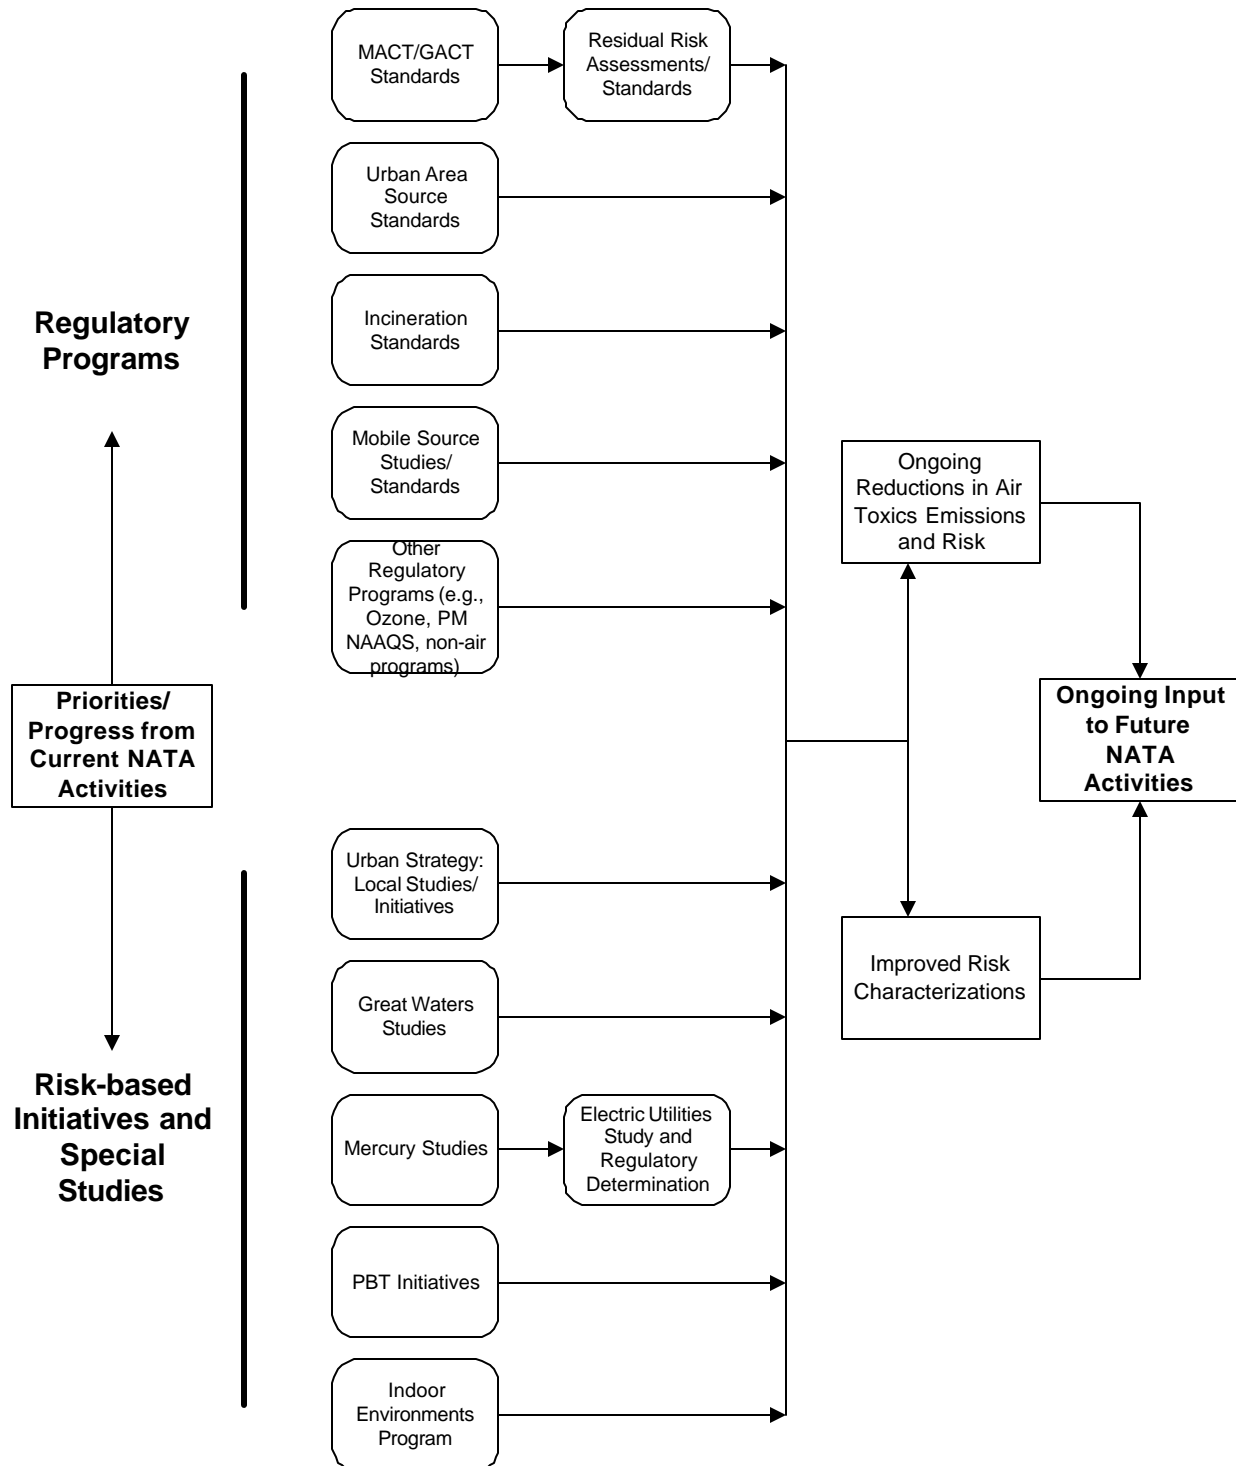 MACT/GACT
Standards
Residual Risk
Assessments/
Standards
Urban Area
Source
Standards
Incineration
Standards
Regulatory
Programs
Mobile Source
Studies/
Standards
Other
Regulatory
Programs (e.g.,
Ozone, PM
NAAQS, non-air
programs)
Ongoing
Reductions in Air
Toxics Emissions
and Risk
Priorities/
Progress from
Current NATA
Activities
Ongoing Input
to Future
NATA
Activities
Urban Strategy:
Local Studies/
Initiatives
Improved Risk
Characterizations
Great Waters
Studies
Risk-based
Initiatives and
Special
Studies
Mercury Studies
Electric Utilities
Study and
Regulatory
Determination
PBT Initiatives
Indoor
Environments
Program